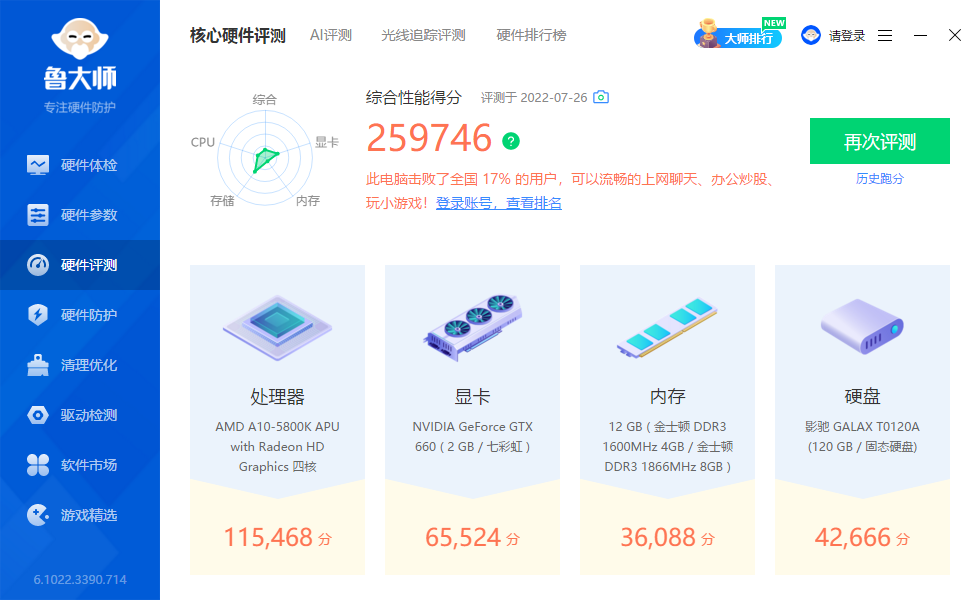 鲁大师
专注硬件防护
硬件体检
硬件参数
硬件评测
硬件防护
清理优化
驱动检测
软件市场
游戏精选
6.1022.3390.714
核心硬件评测 AI评测 光线追踪评测 硬件排行榜
大师排行 NEW 请登录
综合
CPU 显卡
存储 内存
综合性能得分 评测于 2022-07-26
259746 ?
此电脑击败了全国 17% 的用户，可以流畅的上网聊天、办公炒股、
玩小游戏！登录账号，查看排名
再次评测
历史跑分
处理器
AMD A10-5800K APU
with Radeon HD
Graphics 四核
115,468 分
显卡
NVIDIA GeForce GTX
660 ( 2 GB / 七彩虹 )
65,524 分
内存
12 GB ( 金士顿 DDR3
1600MHz 4GB / 金士顿
DDR3 1866MHz 8GB )
36,088 分
硬盘
影驰 GALAX T0120A
(120 GB / 固态硬盘)
42,666 分